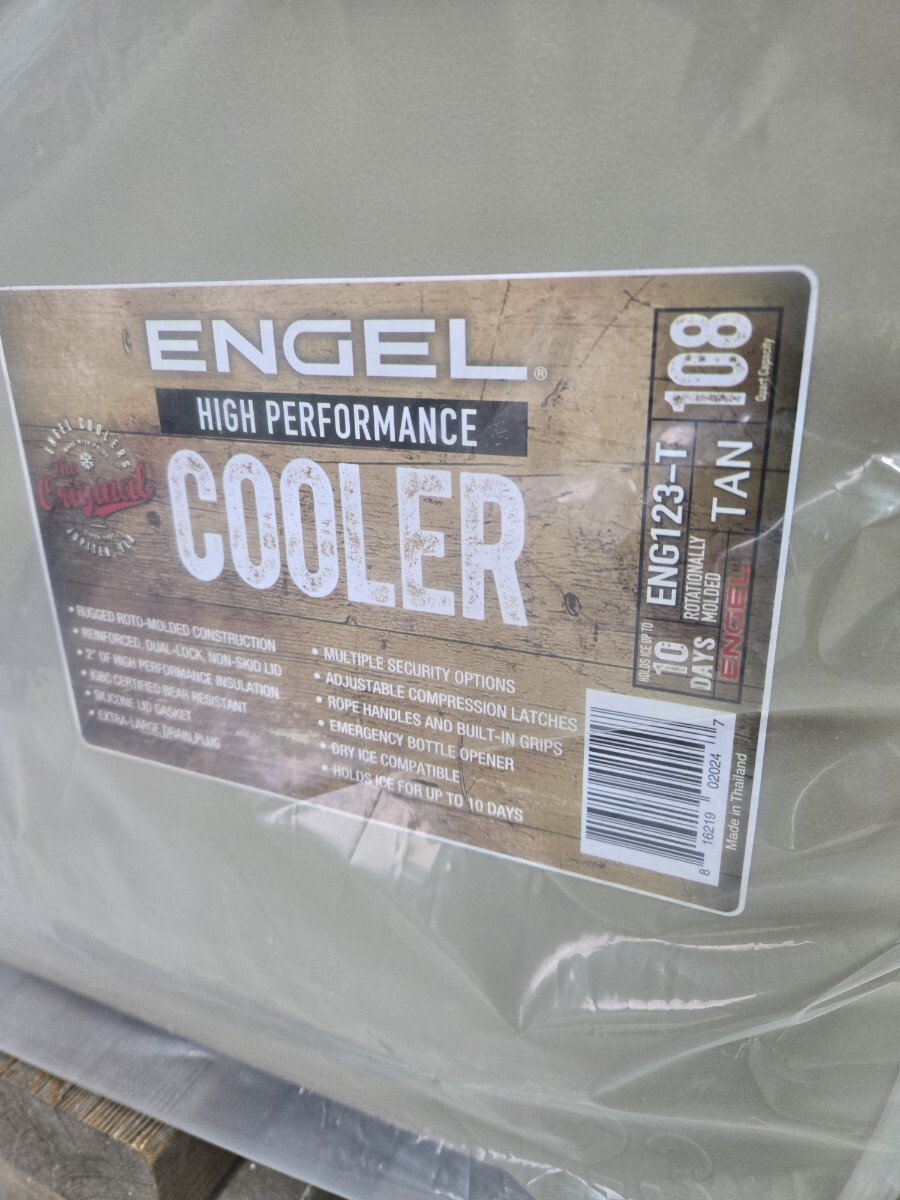 ENGEL®
HIGH PERFORMANCE
COOLER
ENGEL COOLERS
The
Original
• RUGGED ROTO-MOLDED CONSTRUCTION
• REINFORCED, DUAL-LOCK, NON-SKID LID
• 2" OF HIGH PERFORMANCE INSULATION
• IGBC CERTIFIED BEAR RESISTANT
• SILICONE LID GASKET
• EXTRA-LARGE DRAIN PLUG
• MULTIPLE SECURITY OPTIONS
• ADJUSTABLE COMPRESSION LATCHES
• ROPE HANDLES AND BUILT-IN GRIPS
• EMERGENCY BOTTLE OPENER
• DRY ICE COMPATIBLE
• HOLDS ICE FOR UP TO 10 DAYS
HOLDS ICE UP TO
10
DAYS
ENG123-T
ROTATIONALLY
MOLDED
ENGEL
TAN
108
Quart Capacity
8 16219 02024 7
Made in Thailand